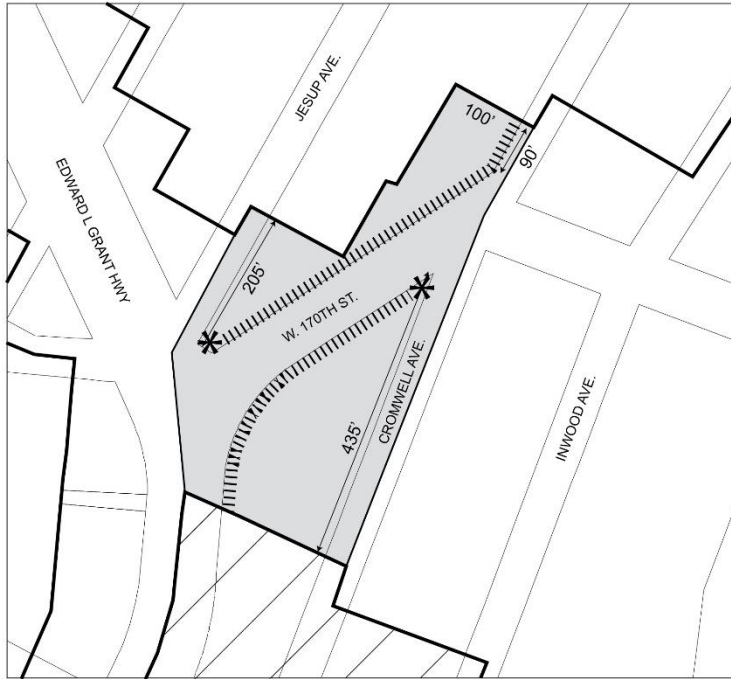 JESUP AVE.
100’
90’
EDWARD L GRANT HWY
205’
W. 170TH ST.
435’
CROMWELL AVE.
INWOOD AVE.